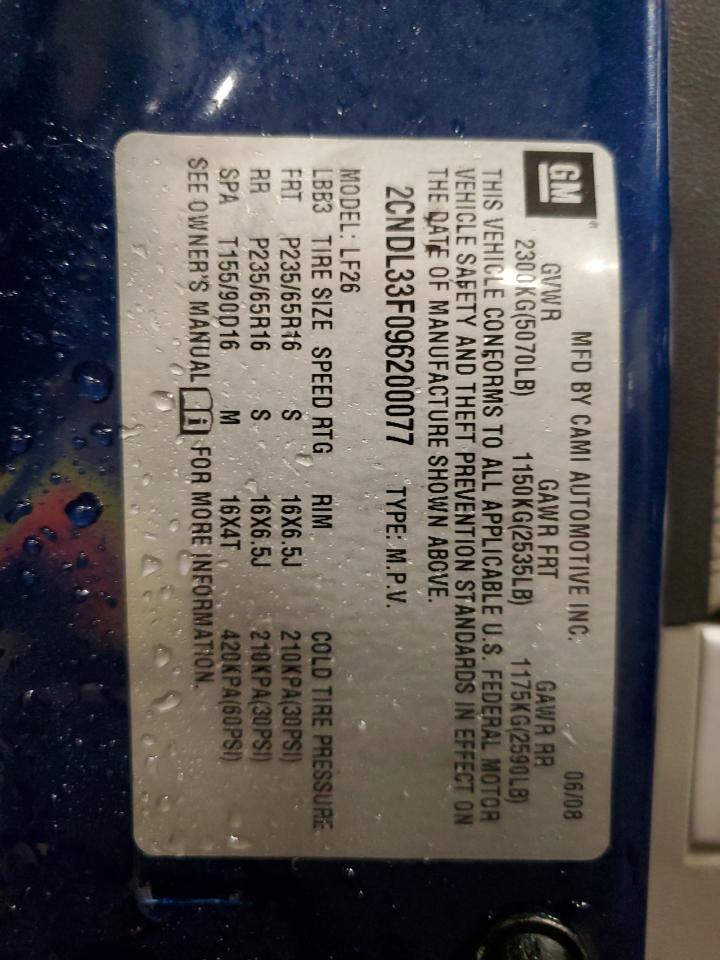 GM
MFD BY CAMI AUTOMOTIVE INC. 06/08
GVWR GAWR FRT GAWR RR
2300KG(5070LB) 1150KG(2535LB) 1175KG(2590LB)
THIS VEHICLE CONFORMS TO ALL APPLICABLE U.S. FEDERAL MOTOR
VEHICLE SAFETY AND THEFT PREVENTION STANDARDS IN EFFECT ON
THE DATE OF MANUFACTURE SHOWN ABOVE.
2CNDL33F096200077 TYPE: M.P.V.
MODEL: LF26
LBB3 TIRE SIZE SPEED RTG RIM COLD TIRE PRESSURE
FRT P235/65R16 S 16X6.5J 210KPA(30PSI)
RR P235/65R16 S 16X6.5J 210KPA(30PSI)
SPA T155/90D16 M 16X4T 420KPA(60PSI)
SEE OWNER'S MANUAL i FOR MORE INFORMATION.